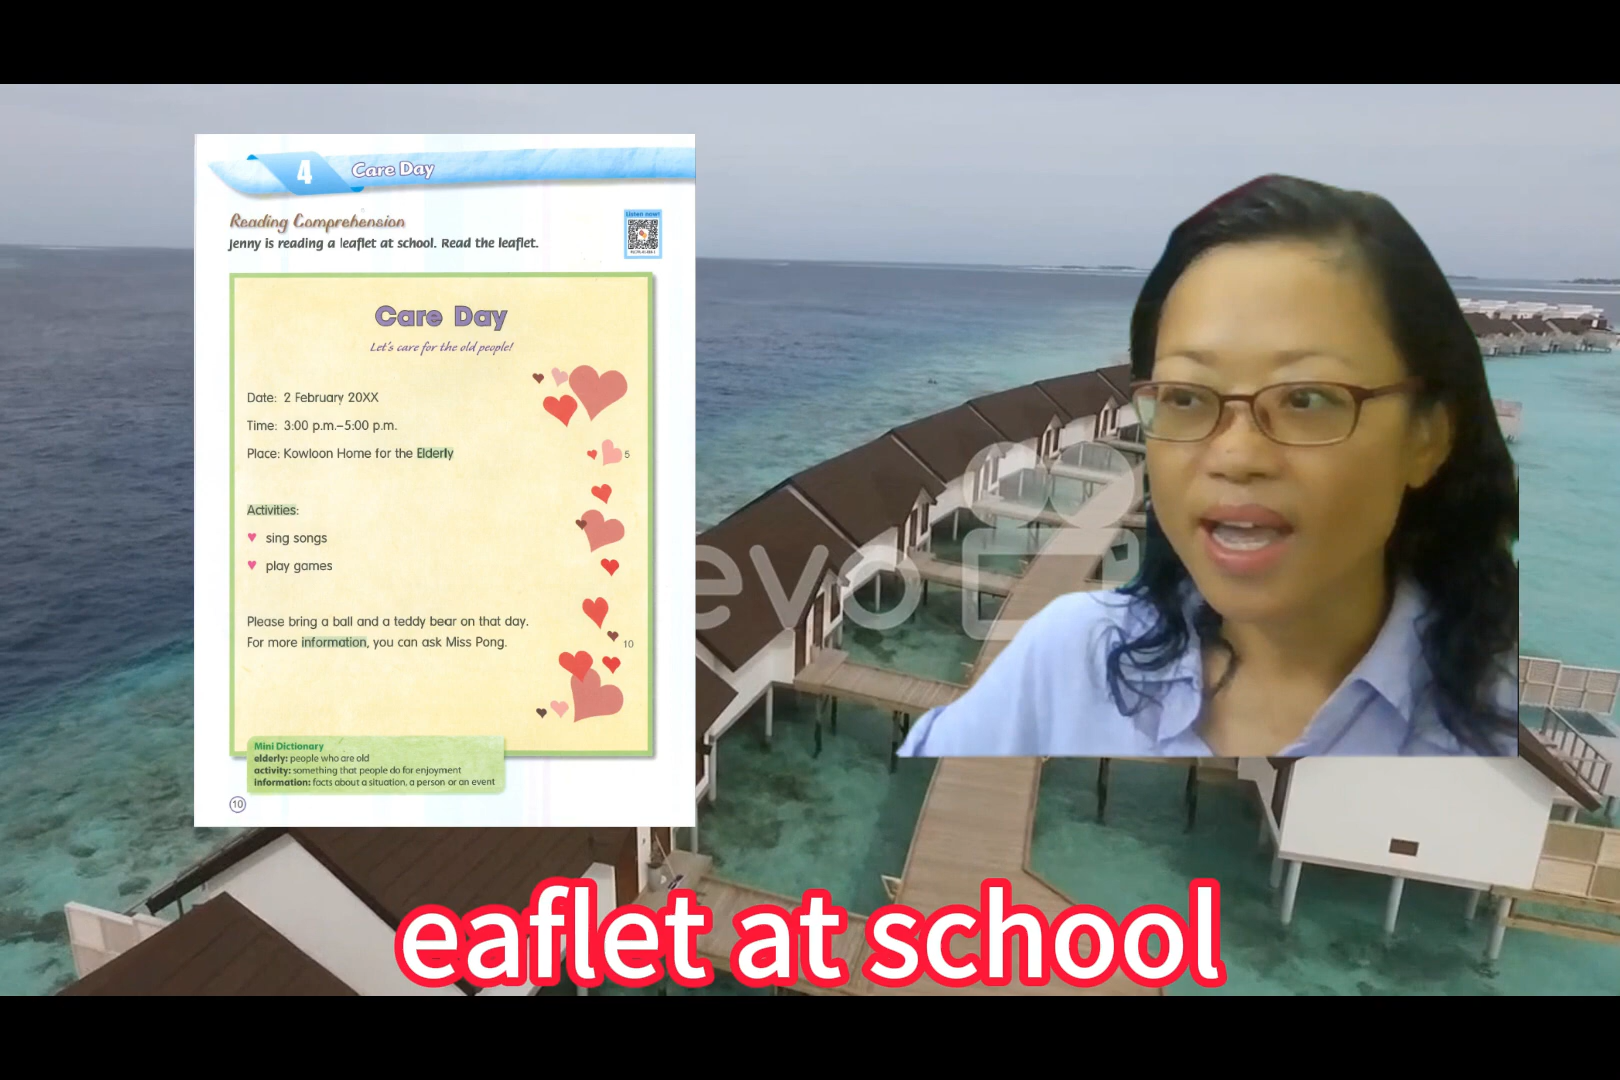 4 Care Day
Reading Comprehension
Listen now!
Jenny is reading a leaflet at school. Read the leaflet.
Care Day
Let's care for the old people!
Date: 2 February 20XX
Time: 3:00 p.m.–5:00 p.m.
Place: Kowloon Home for the Elderly
5
Activities:
♥ sing songs
♥ play games
Please bring a ball and a teddy bear on that day.
For more information, you can ask Miss Pong.
10
Mini Dictionary
elderly: people who are old
activity: something that people do for enjoyment
information: facts about a situation, a person or an event
10
evo
eaflet at school